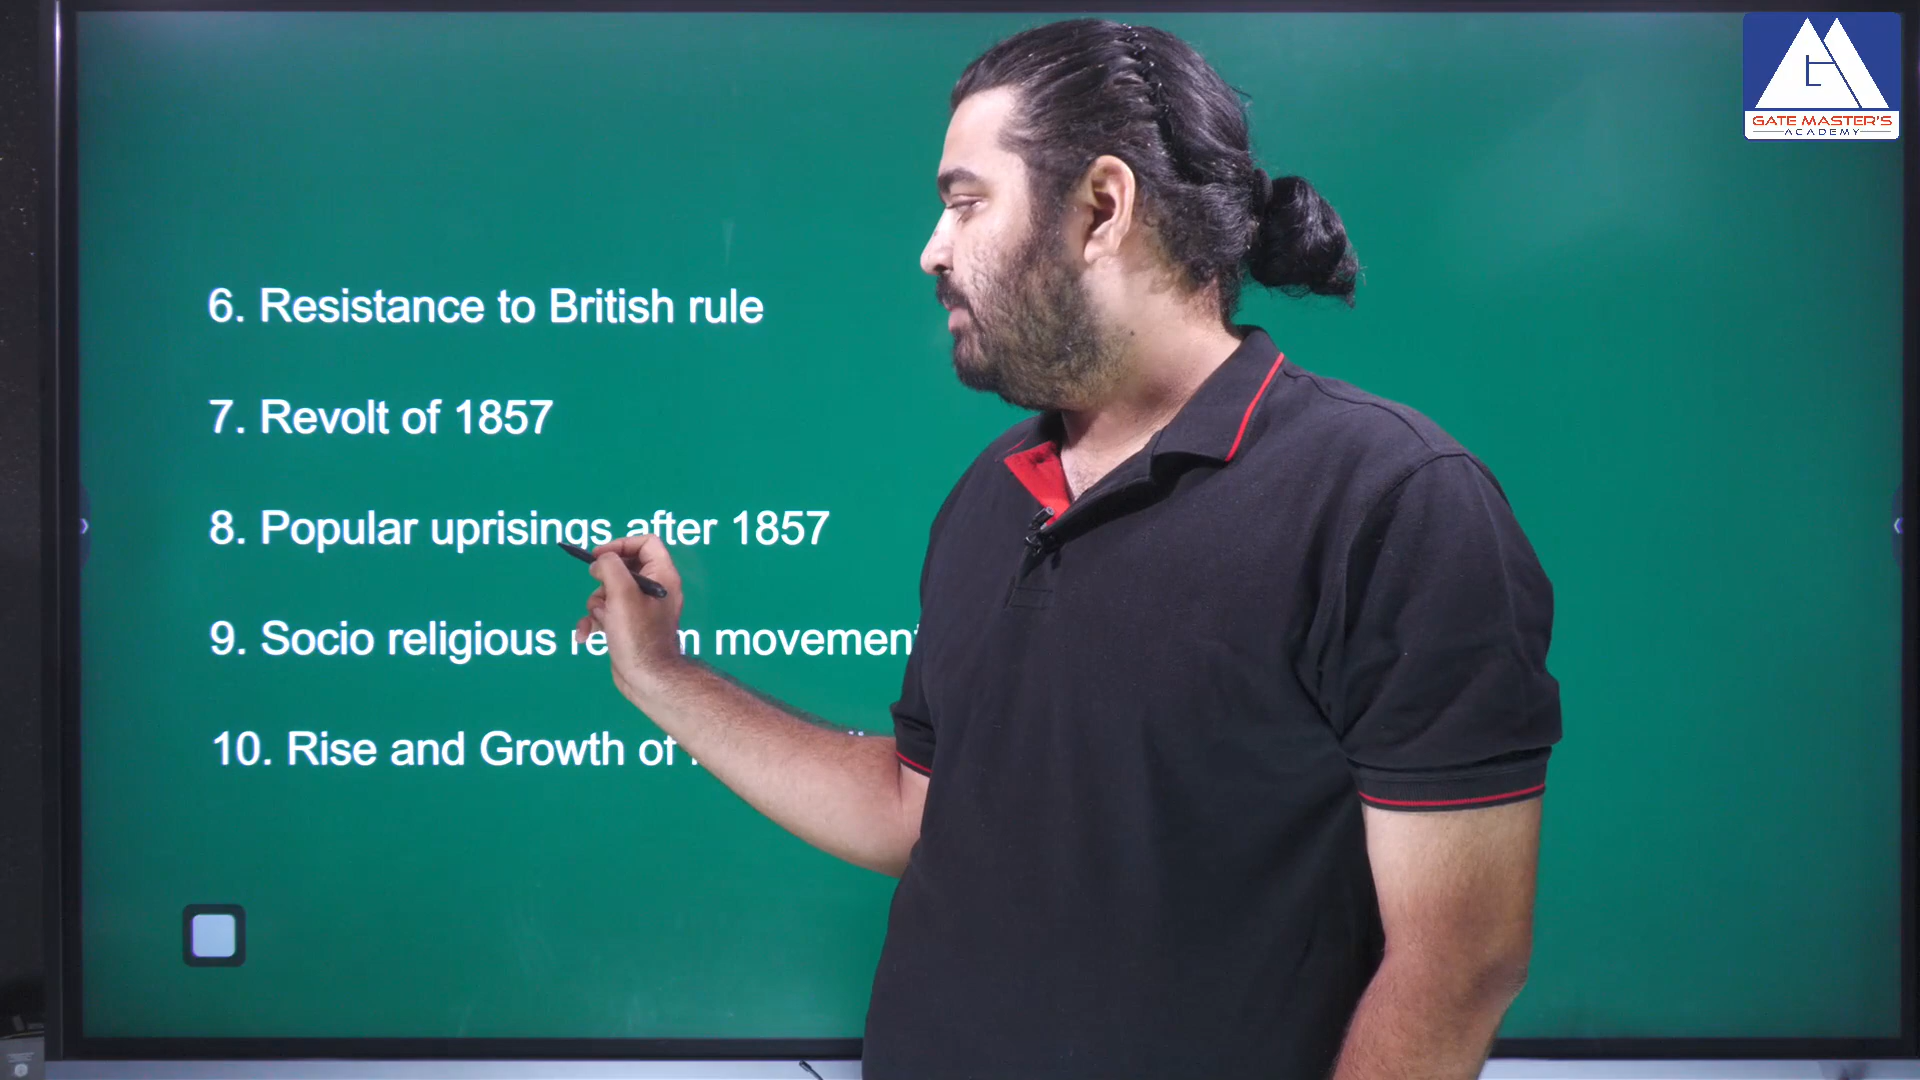 GATE MASTER'S
ACADEMY
6. Resistance to British rule
7. Revolt of 1857
8. Popular uprisings after 1857
9. Socio religious movement
10. Rise and Growth of